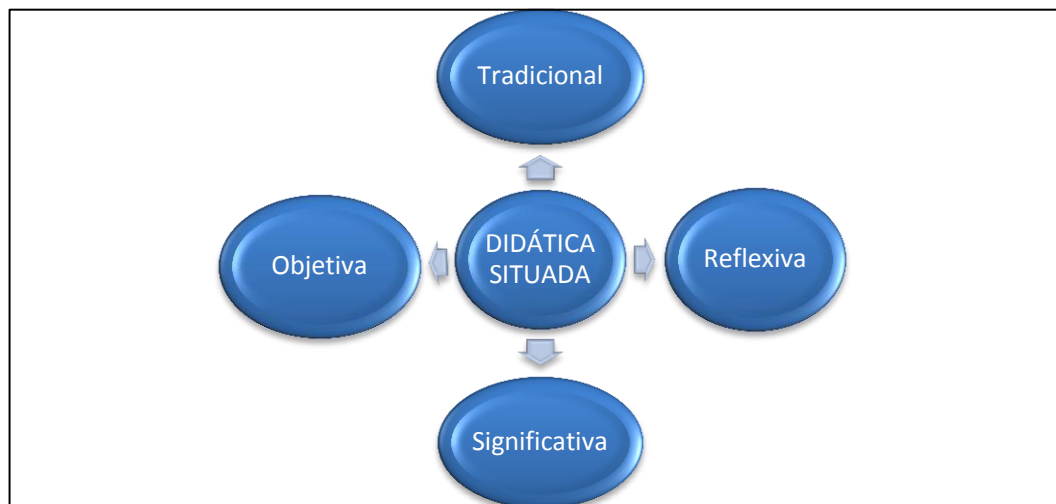 Tradicional
Objetiva
DIDÁTICA
SITUADA
Reflexiva
Significativa